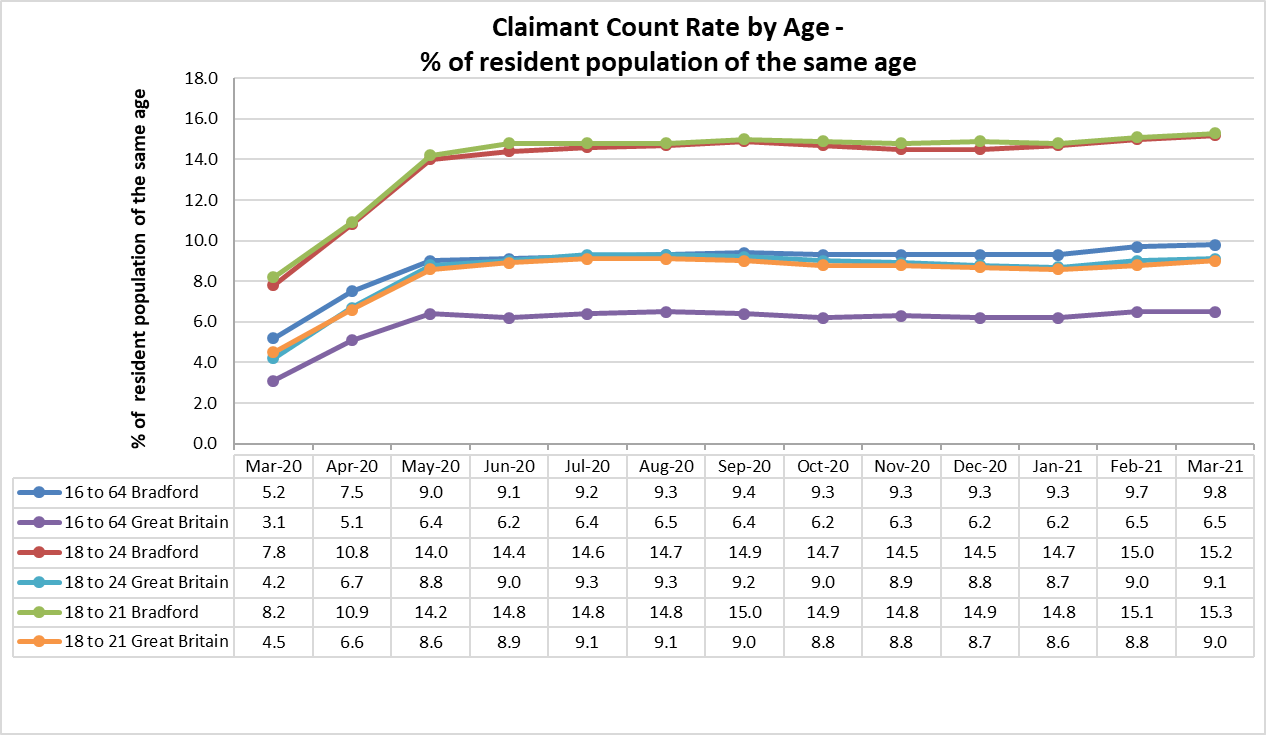 Claimant Count Rate by Age -
% of resident population of the same age
% of  resident population of the same age
18.0
16.0
14.0
12.0
10.0
8.0
6.0
4.0
2.0
0.0
Mar-20 Apr-20 May-20 Jun-20 Jul-20 Aug-20 Sep-20 Oct-20 Nov-20 Dec-20 Jan-21 Feb-21 Mar-21
16 to 64 Bradford 5.2 7.5 9.0 9.1 9.2 9.3 9.4 9.3 9.3 9.3 9.3 9.7 9.8
16 to 64 Great Britain 3.1 5.1 6.4 6.2 6.4 6.5 6.4 6.2 6.3 6.2 6.2 6.5 6.5
18 to 24 Bradford 7.8 10.8 14.0 14.4 14.6 14.7 14.9 14.7 14.5 14.5 14.7 15.0 15.2
18 to 24 Great Britain 4.2 6.7 8.8 9.0 9.3 9.3 9.2 9.0 8.9 8.8 8.7 9.0 9.1
18 to 21 Bradford 8.2 10.9 14.2 14.8 14.8 14.8 15.0 14.9 14.8 14.9 14.8 15.1 15.3
18 to 21 Great Britain 4.5 6.6 8.6 8.9 9.1 9.1 9.0 8.8 8.8 8.7 8.6 8.8 9.0